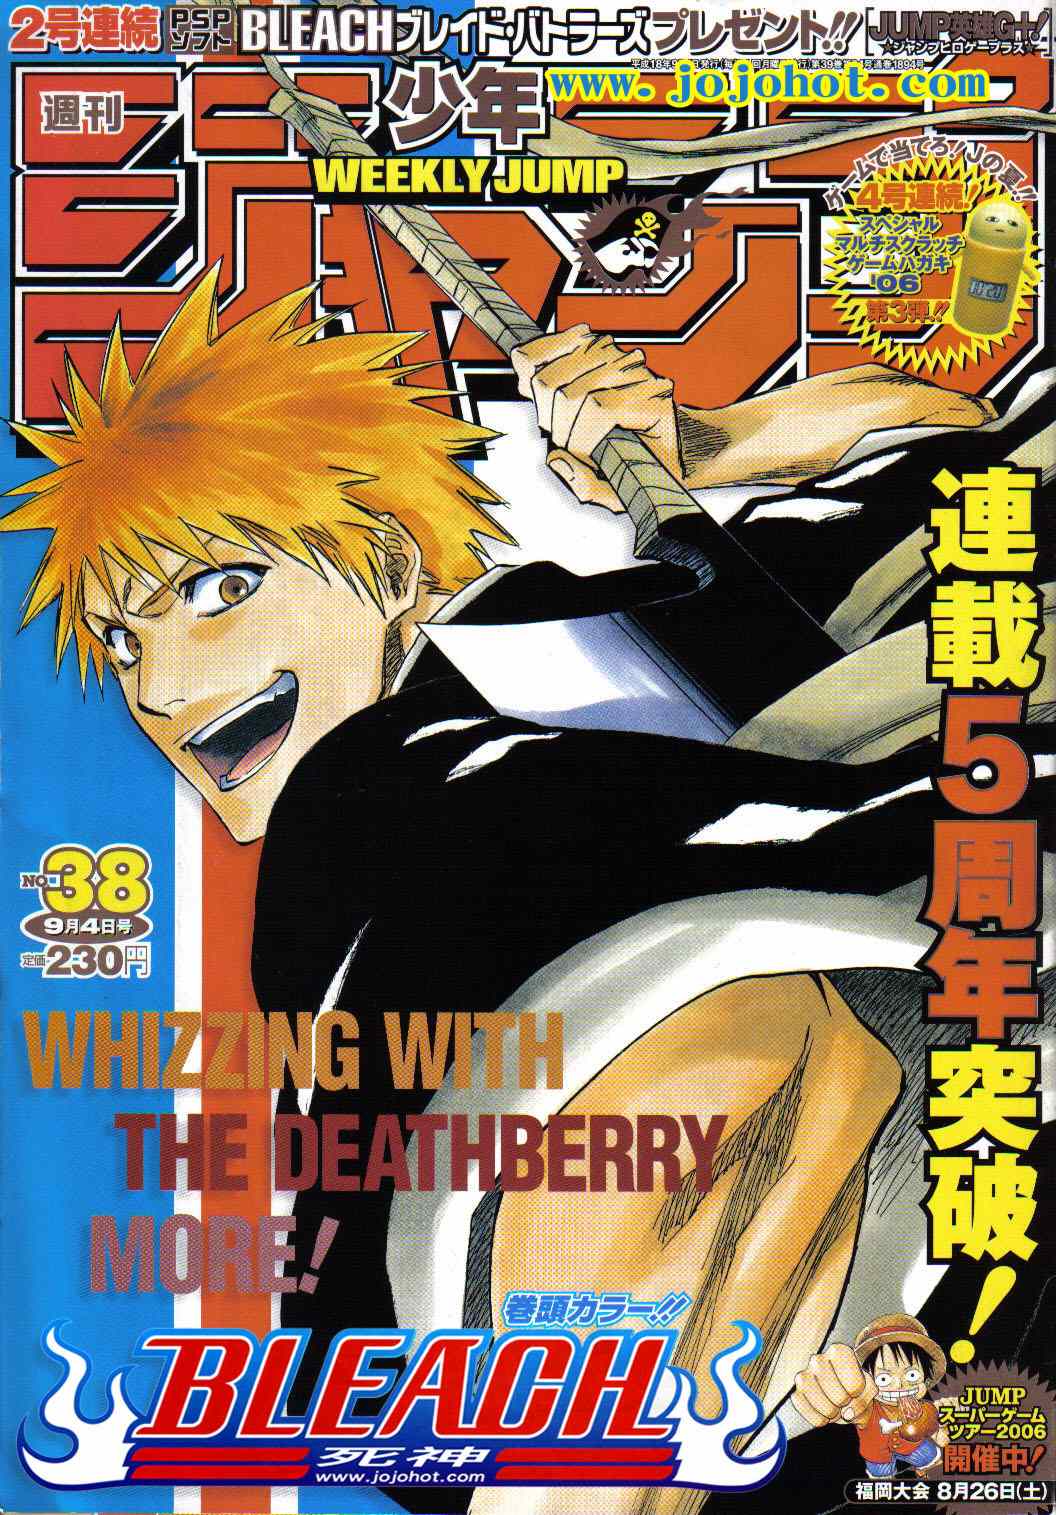 2号連続 PSPソフト BLEACHブレイド・バトラーズプレゼント!!
JUMP英雄G+!
★ジャンプヒロゲープラス★
www.jojohot.com
週刊
少年
ジャンプ
WEEKLY JUMP
ゲームで当てろ!Jの夏!!
4号連続!
スペシャル
マルチスクラッチ
ゲームハガキ
'06
第3弾!!
連載5周年突破!
NO.38
9月4日号
定価230円
WHIZZING WITH
THE DEATHBERRY
MORE!
巻頭カラー!!
BLEACH
死神
www.jojohot.com
JUMP
スーパーゲーム
ツアー2006
開催中!
福岡大会 8月26日(土)